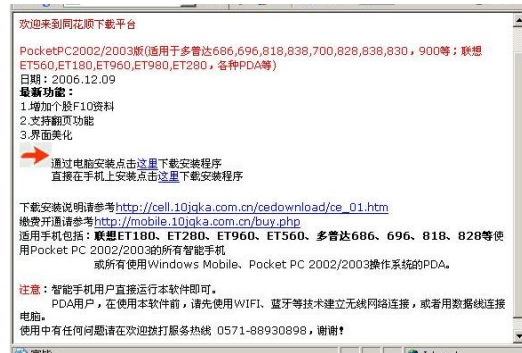 欢迎来到同花顺下载平台
PocketPC2002/2003版(适用于多普达686,696,818,838,700,828,838,830，900等；联想
ET560,ET180,ET960,ET980,ET280，各种PDA等)
日期：2006.12.09
最新功能：
1.增加个股F10资料
2.支持翻页功能
3.界面美化
通过电脑安装点击这里下载安装程序
直接在手机上安装点击这里下载安装程序
下载安装说明请参考http://cell.10jqka.com.cn/cedownload/ce_01.htm
缴费开通请参考http://mobile.10jqka.com.cn/buy.php
适用手机包括：联想ET180、ET280、ET960、ET560、多普达686、696、818、828等使
用Pocket PC 2002/2003的所有智能手机
或所有使用Windows Mobile、Pocket PC 2002/2003操作系统的PDA。
注意：智能手机用户直接运行本软件即可。
PDA用户，在使用本软件前，请先使用WIFI、蓝牙等技术建立无线网络连接，或者用数据线连接
电脑。
使用中有任何问题请在欢迎拨打服务热线 0571-88930898，谢谢！